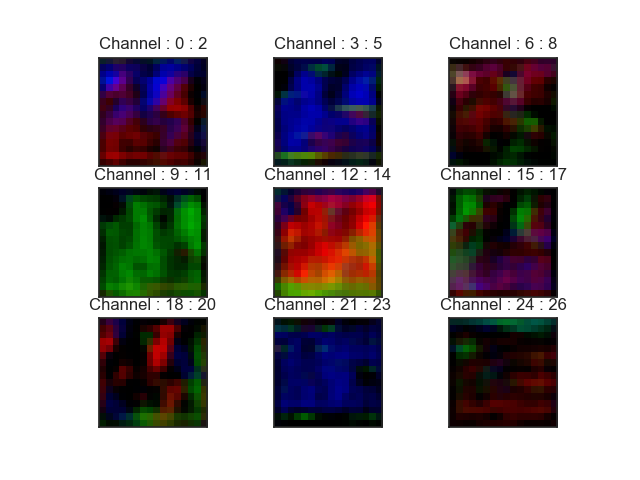 Channel : 0 : 2 Channel : 3 : 5 Channel : 6 : 8
Channel : 9 : 11 Channel : 12 : 14 Channel : 15 : 17
Channel : 18 : 20 Channel : 21 : 23 Channel : 24 : 26